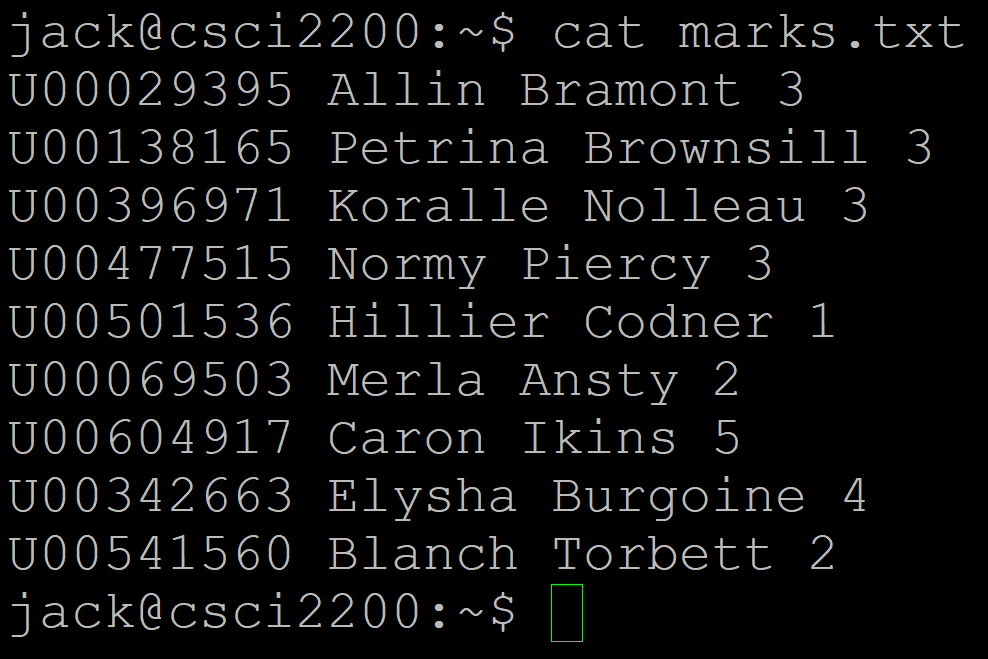 jack@csci2200:~$ cat marks.txt
U00029395 Allin Bramont 3
U00138165 Petrina Brownsill 3
U00396971 Koralle Nolleau 3
U00477515 Normy Piercy 3
U00501536 Hillier Codner 1
U00069503 Merla Ansty 2
U00604917 Caron Ikins 5
U00342663 Elysha Burgoine 4
U00541560 Blanch Torbett 2
jack@csci2200:~$